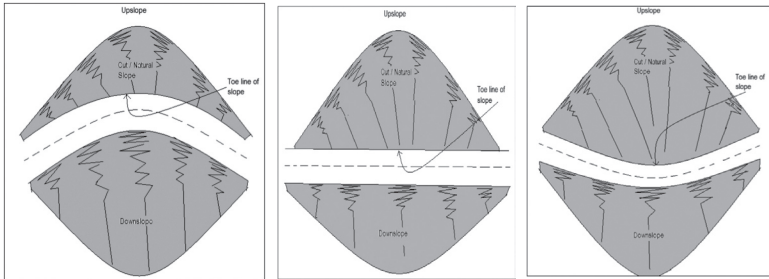 Upslope
Cut / Natural
Slope
Toe line of
slope
Downslope
Upslope
Cut / Natural
Slope
Toe line of
slope
Downslope
Upslope
Cut / Natural
Slope
Toe line of
slope
Downslope